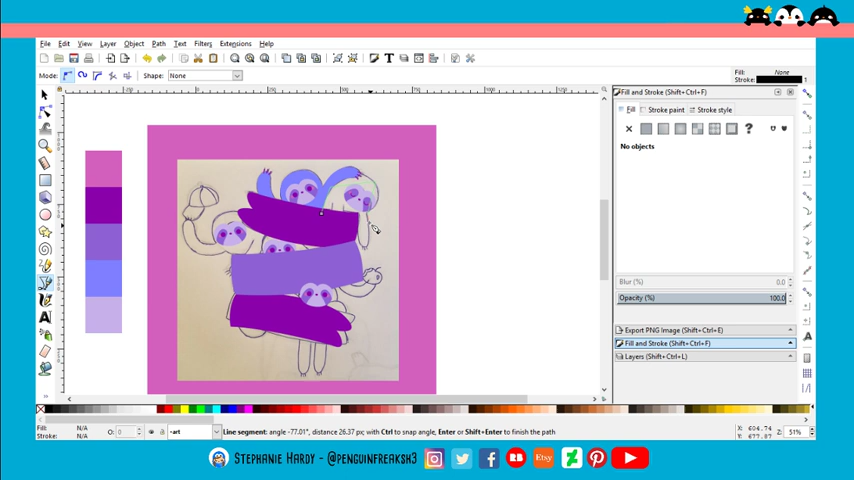 File Edit View Layer Object Path Text Filters Extensions Help
Mode: Shape: None
Fill: None
Stroke: 1
Fill and Stroke (Shift+Ctrl+F)
Fill Stroke paint Stroke style
No objects
Blur (%) 0.0
Opacity (%) 100.0
Export PNG Image (Shift+Ctrl+E)
Fill and Stroke (Shift+Ctrl+F)
Layers (Shift+Ctrl+L)
Fill: N/A
Stroke: N/A
O: 0
-art
Line segment: angle -77.01°, distance 26.37 px; with Ctrl to snap angle, Enter or Shift+Enter to finish the path
X: 604.74
Y: 677.87
Z: 51%
Stephanie Hardy - @penguinfreaksh3
Etsy